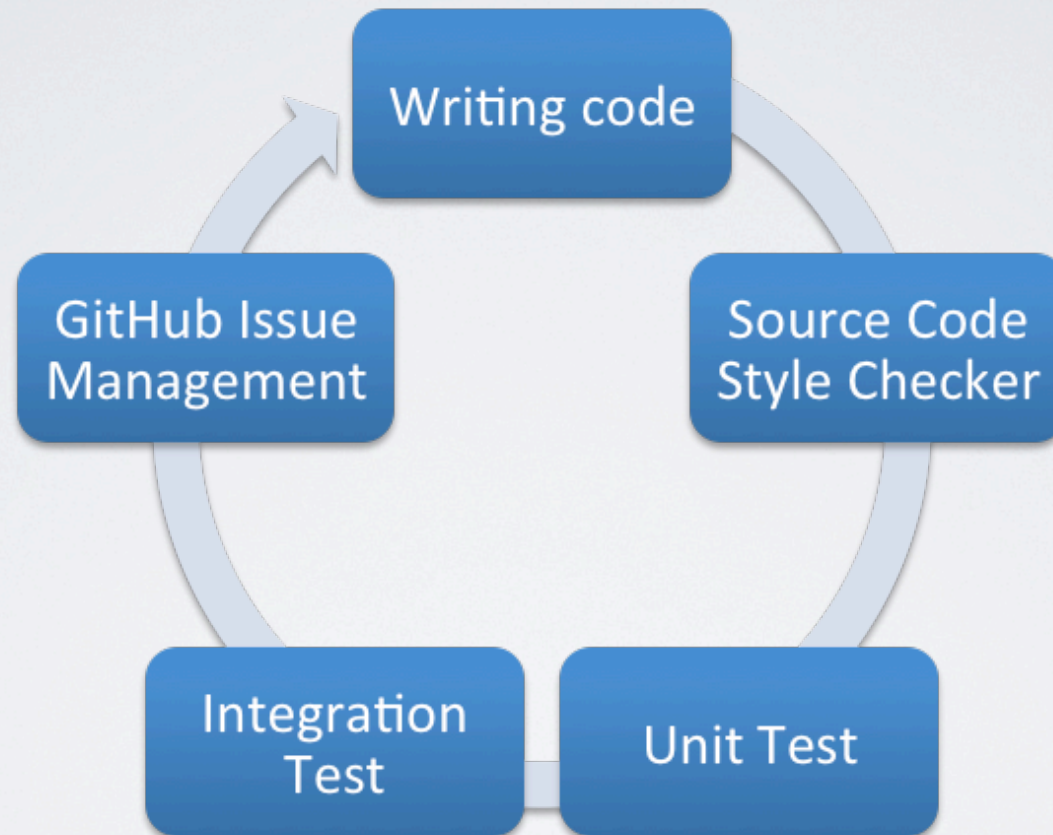 Writing code
Source Code
Style Checker
Unit Test
Integration
Test
GitHub Issue
Management